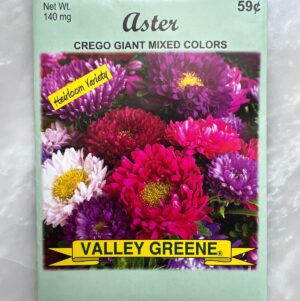 Net Wt.
140 mg
Aster
59¢
CREGO GIANT MIXED COLORS
Heirloom Variety
VALLEY GREENE®